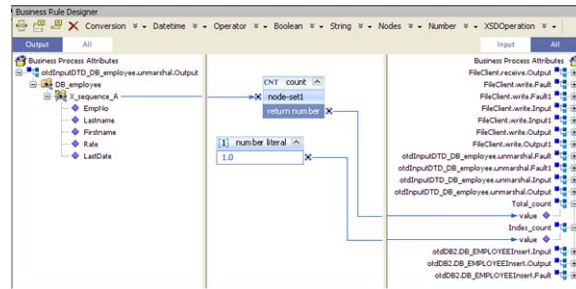 Business Rule Designer
Conversion Datetime Operator Boolean String Nodes Number XSDOperation
Output All
Input All
Business Process Attributes
otdInputDTD_DB_employee.unmarshal.Output
DB_employee
X_sequence_A
EmpNo
Lastname
Firstname
Rate
LastDate
CNT count
node-set1
return number
[1] number literal
1.0
Business Process Attributes
FileClient.receive.Output
FileClient.write.Fault
FileClient.write.Fault1
FileClient.write.Input
FileClient.write.Input1
FileClient.write.Output
FileClient.write.Output1
otdInputDTD_DB_employee.unmarshal.Fault
otdInputDTD_DB_employee.unmarshal.Fault1
otdInputDTD_DB_employee.unmarshal.Input
otdInputDTD_DB_employee.unmarshal.Output
Total_count
value
Index_count
value
otdDB2.DB_EMPLOYEEInsert.Input
otdDB2.DB_EMPLOYEEInsert.Output
otdDB2.DB_EMPLOYEEInsert.Fault